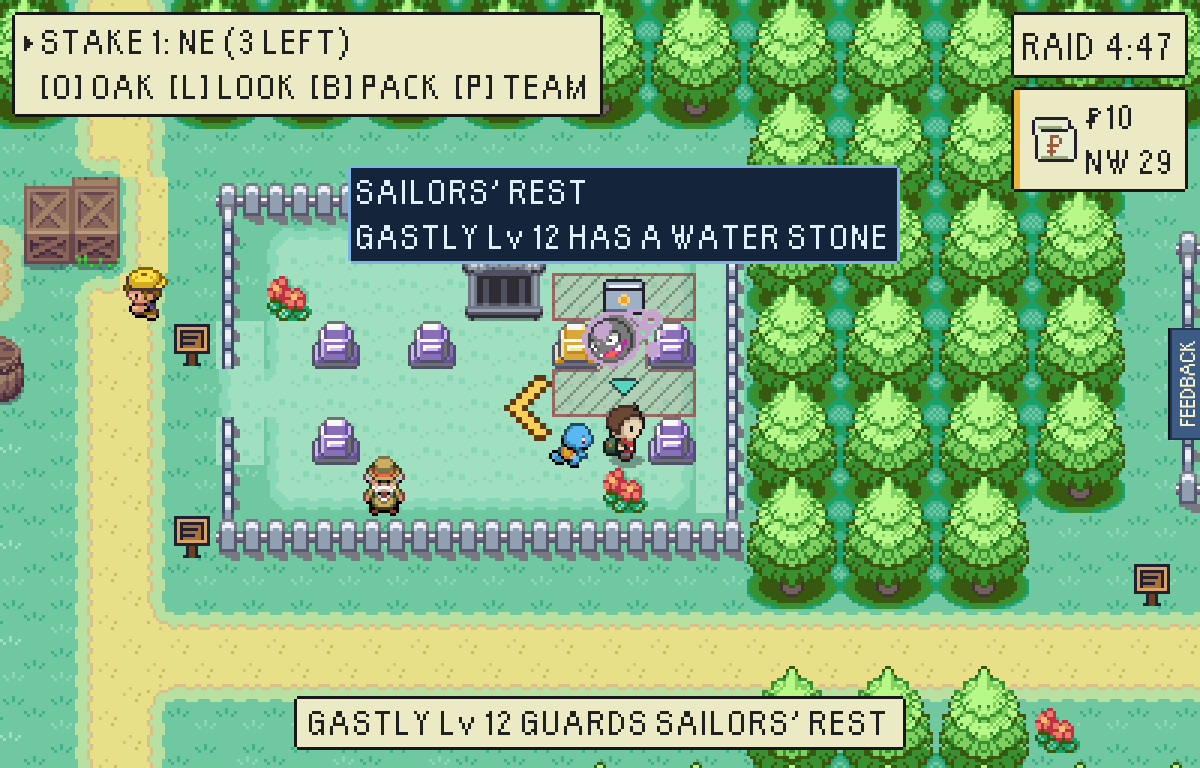 ▸STAKE 1: NE (3 LEFT)
[O] OAK [L] LOOK [B] PACK [P] TEAM
RAID 4:47
₽10
NW 29
SAILORS' REST
GASTLY Lv 12 HAS A WATER STONE
FEEDBACK
GASTLY Lv 12 GUARDS SAILORS' REST